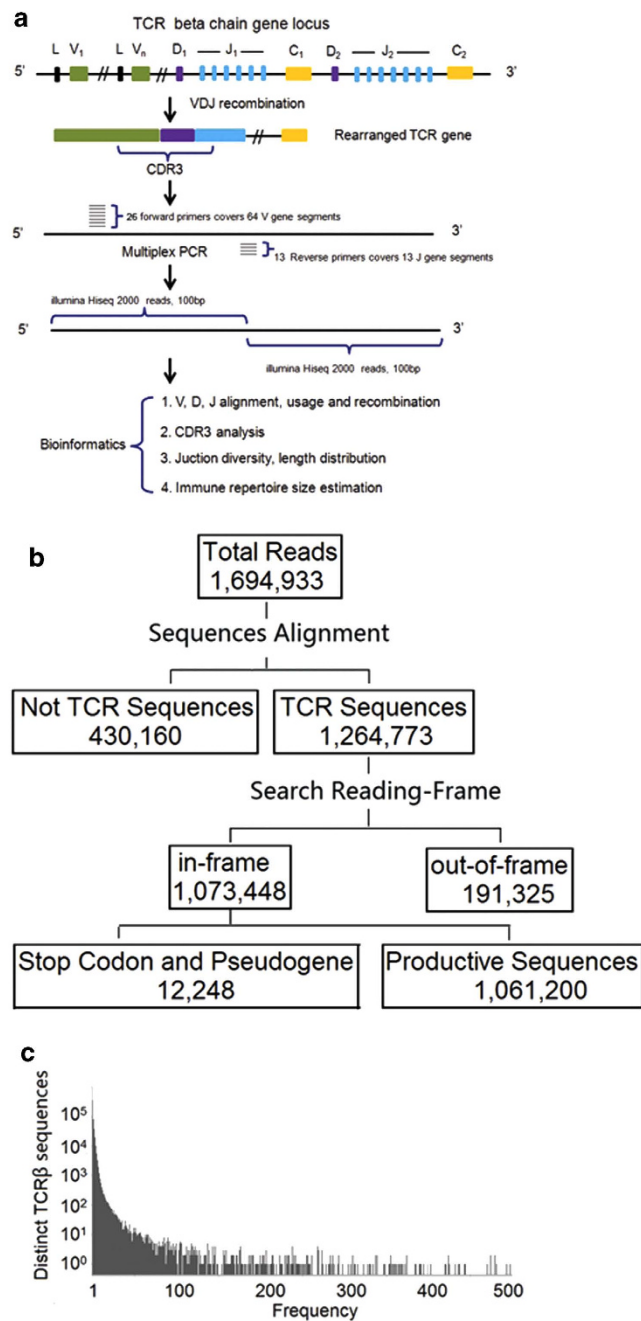 a
TCR beta chain gene locus
L V₁ L Vₙ D₁ J₁ C₁ D₂ J₂ C₂
5' // // 3'
VDJ recombination
// Rearranged TCR gene
CDR3
26 forward primers covers 64 V gene segments
5' 3'
Multiplex PCR
13 Reverse primers covers 13 J gene segments
illumina Hiseq 2000 reads, 100bp
5' 3'
illumina Hiseq 2000 reads, 100bp
Bioinformatics
1. V, D, J alignment, usage and recombination
2. CDR3 analysis
3. Juction diversity, length distribution
4. Immune repertoire size estimation
b
Total Reads
1,694,933
Sequences Alignment
Not TCR Sequences
430,160
TCR Sequences
1,264,773
Search Reading-Frame
in-frame
1,073,448
out-of-frame
191,325
Stop Codon and Pseudogene
12,248
Productive Sequences
1,061,200
c
Distinct TCRβ sequences
10⁵
10⁴
10³
10²
10¹
10⁰
1 100 200 300 400 500
Frequency